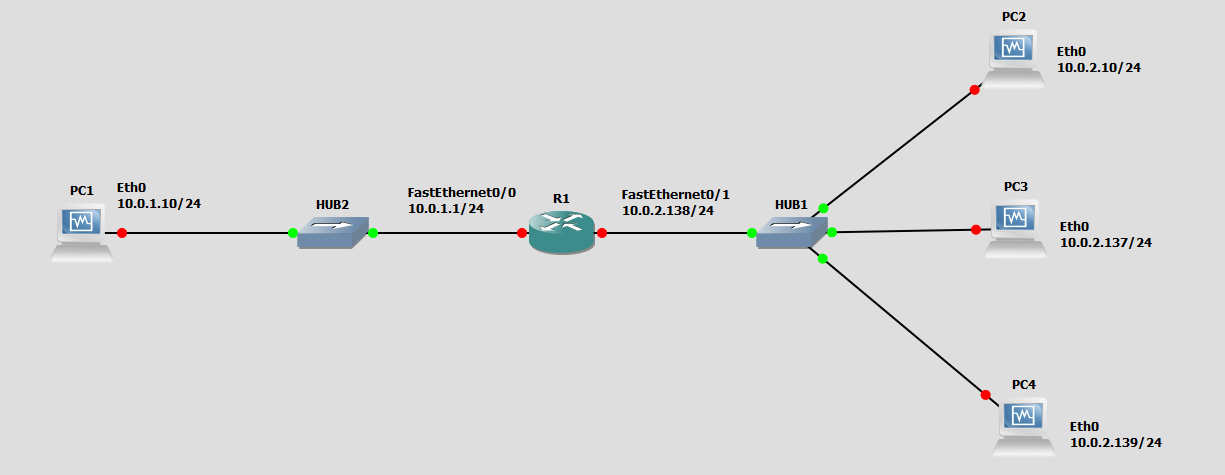 PC1
Eth0
10.0.1.10/24
HUB2
FastEthernet0/0
10.0.1.1/24
R1
FastEthernet0/1
10.0.2.138/24
HUB1
PC2
Eth0
10.0.2.10/24
PC3
Eth0
10.0.2.137/24
PC4
Eth0
10.0.2.139/24